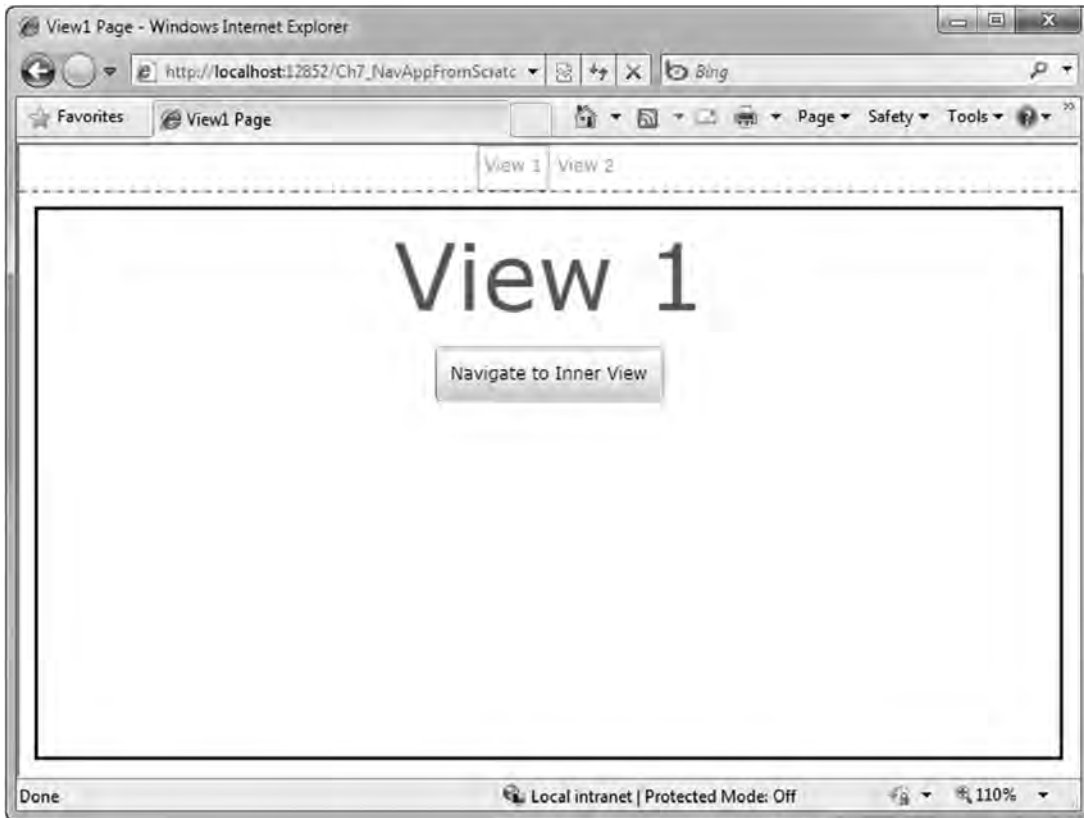 View1 Page - Windows Internet Explorer
http://localhost:12852/Ch7_NavAppFromScratc
Bing
Favorites
View1 Page
Page
Safety
Tools
View 1 View 2
View 1
Navigate to Inner View
Done
Local intranet | Protected Mode: Off
110%